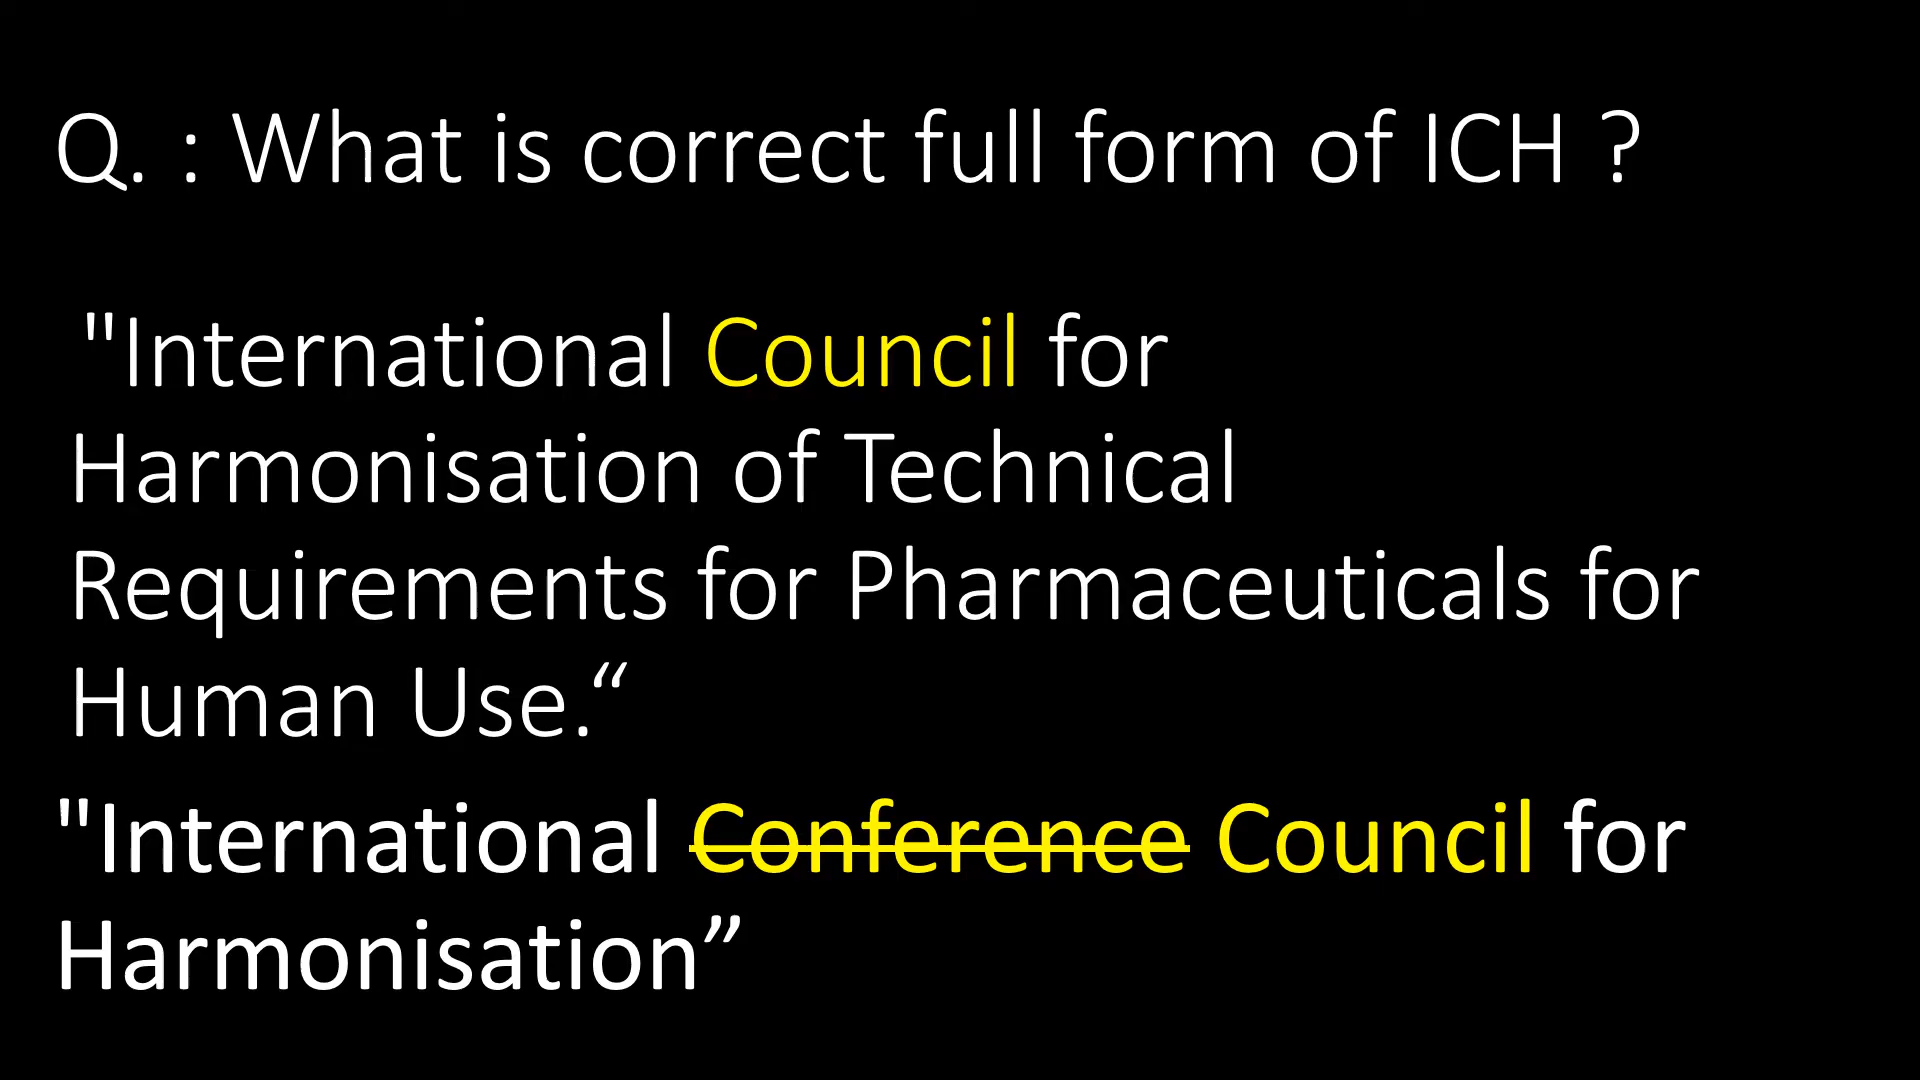 Q. : What is correct full form of ICH ?
"International Council for
Harmonisation of Technical
Requirements for Pharmaceuticals for
Human Use.“
"International Conference Council for
Harmonisation”